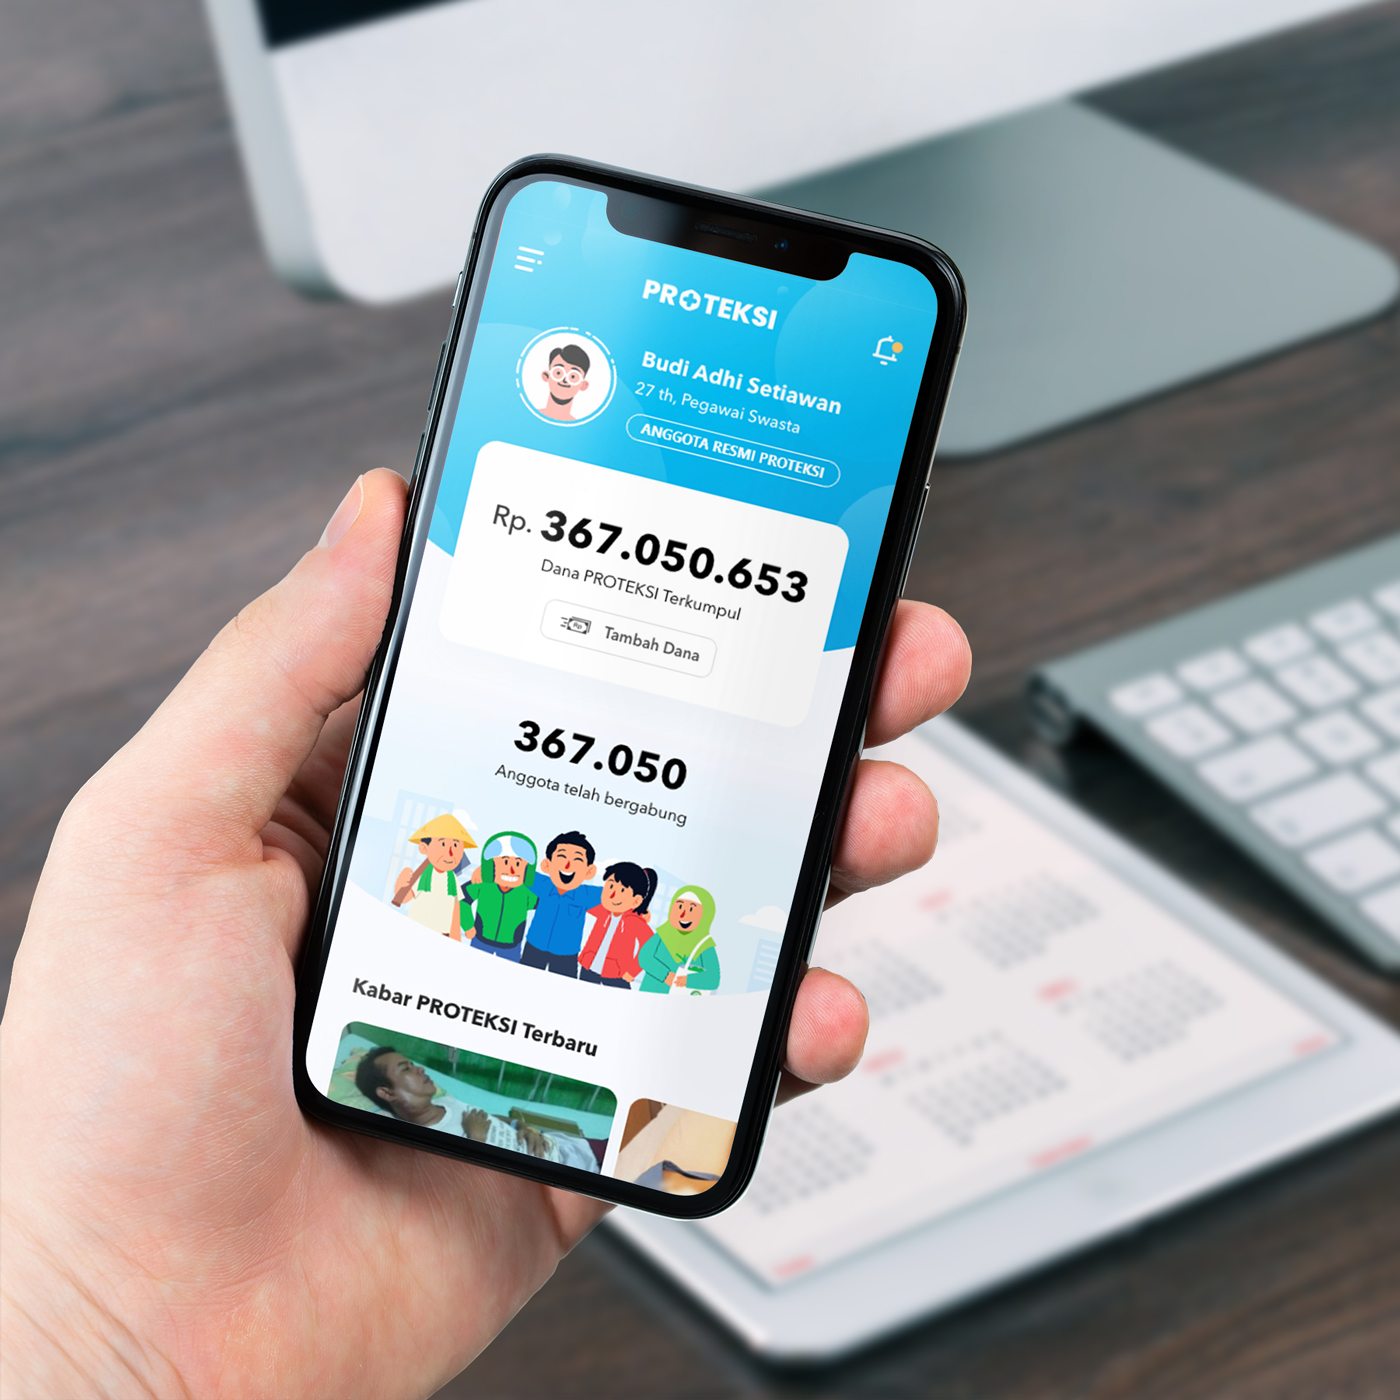 PROTEKSI
Budi Adhi Setiawan
27 th, Pegawai Swasta
ANGGOTA RESMI PROTEKSI
Rp. 367.050.653
Dana PROTEKSI Terkumpul
Rp
Tambah Dana
367.050
Anggota telah bergabung
Kabar PROTEKSI Terbaru